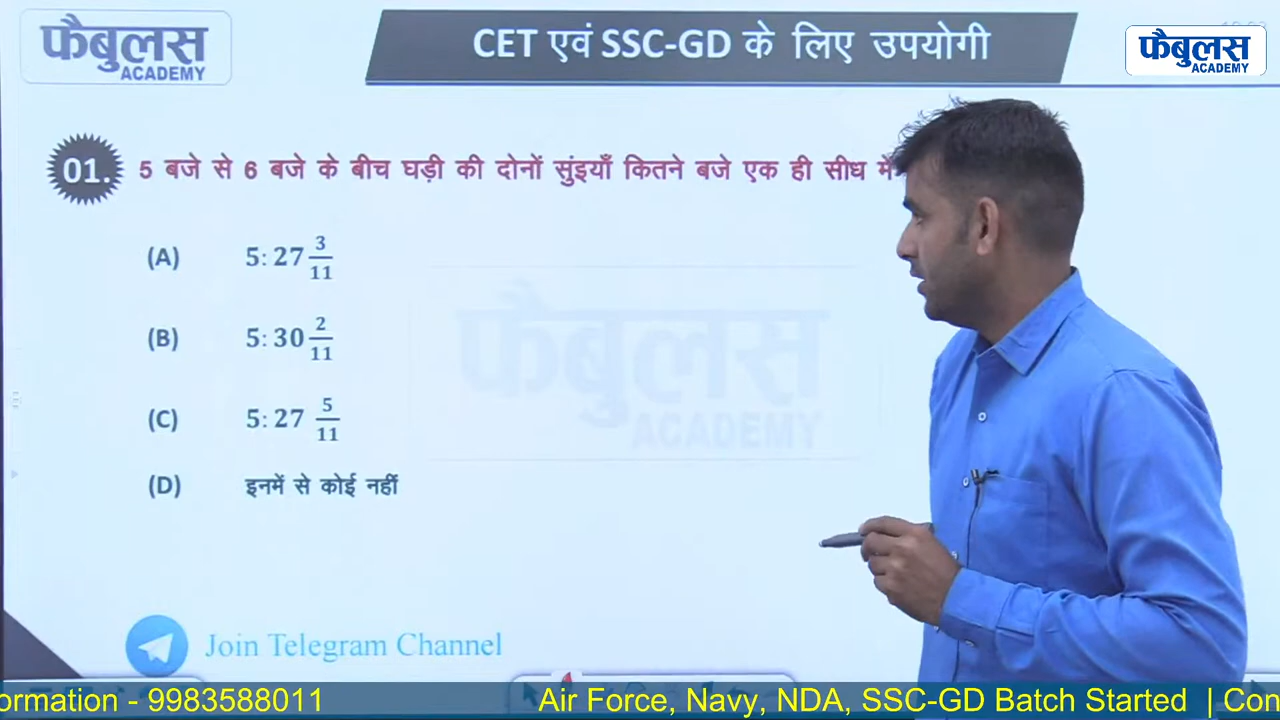 फैबुलस
ACADEMY
CET एवं SSC-GD के लिए उपयोगी
फैबुलस
ACADEMY
01. 5 बजे से 6 बजे के बीच घड़ी की दोनों सुंइयाँ कितने बजे एक ही सीध में
(A) 5:27 3/11
(B) 5:30 2/11
(C) 5:27 5/11
(D) इनमें से कोई नहीं
फैबुलस
ACADEMY
Join Telegram Channel
ormation - 9983588011 Air Force, Navy, NDA, SSC-GD Batch Started | Con